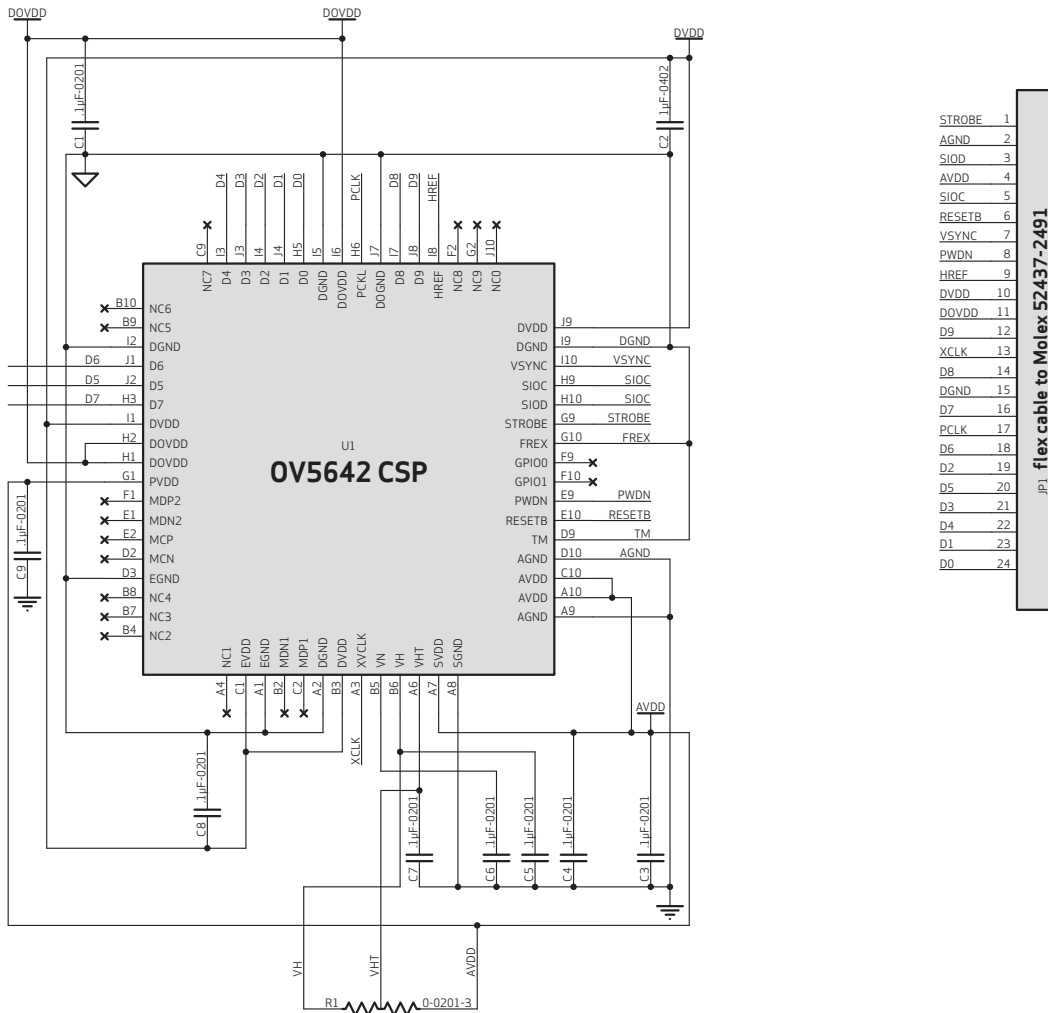 DOVDD
DOVDD
DVDD
.1µF-0201
C1
1µF-0402
C2
D4
D3
D2
D1
D0
PCLK
D8
D9
HREF
C9
I3
J3
I4
J4
H5
I5
I6
H6
J7
I7
J8
I8
F2
G2
J10
NC7
D4
D3
D2
D1
D0
DGND
DOVDD
PCKL
DOGND
D8
D9
HREF
NC8
NC9
NC0
B10 NC6
B9 NC5
I2 DGND
D6 J1 D6
D5 J2 D5
D7 H3 D7
I1 DVDD
H2 DOVDD
H1 DOVDD
G1 PVDD
F1 MDP2
E1 MDN2
E2 MCP
D2 MCN
D3 EGND
B8 NC4
B7 NC3
B4 NC2
.1µF-0201
C9
U1
OV5642 CSP
DVDD J9
DGND I9 DGND
VSYNC I10 VSYNC
SIOC H9 SIOC
SIOD H10 SIOC
STROBE G9 STROBE
FREX G10 FREX
GPIO0 F9
GPIO1 F10
PWDN E9 PWDN
RESETB E10 RESETB
TM D9 TM
AGND D10 AGND
AVDD C10
AVDD A10
AGND A9
NC1
EVDD
EGND
MDN1
MDP1
DGND
DVDD
XVCLK
VN
VH
VHT
SVDD
SGND
A4
C1
A1
B2
C2
A2
B3
A3
B5
B6
A6
A7
A8
XCLK
AVDD
.1µF-0201
C8
.1µF-0201
C7
.1µF-0201
C6
.1µF-0201
C5
.1µF-0201
C4
.1µF-0201
C3
VH
VHT
AVDD
R1
0-0201-3
STROBE 1
AGND 2
SIOD 3
AVDD 4
SIOC 5
RESETB 6
VSYNC 7
PWDN 8
HREF 9
DVDD 10
DOVDD 11
D9 12
XCLK 13
D8 14
DGND 15
D7 16
PCLK 17
D6 18
D2 19
D5 20
D3 21
D4 22
D1 23
D0 24
JP1 flex cable to Molex 52437-2491